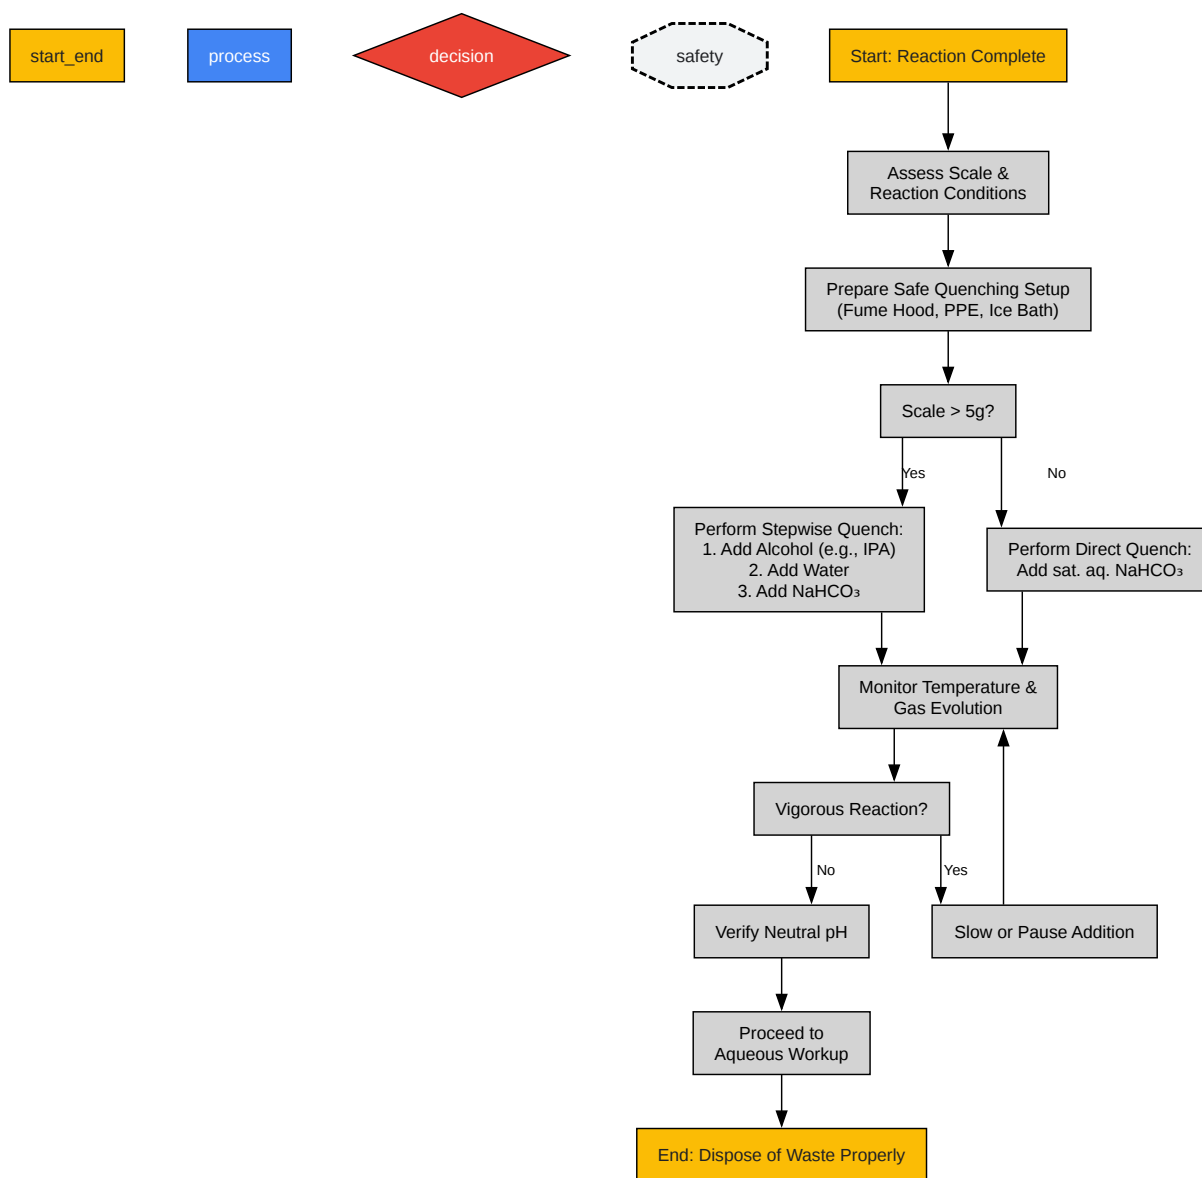 start_end
process
decision
safety
Start: Reaction Complete
Assess Scale &
Reaction Conditions
Prepare Safe Quenching Setup
(Fume Hood, PPE, Ice Bath)
Scale > 5g?
Yes
No
Perform Stepwise Quench:
1. Add Alcohol (e.g., IPA)
2. Add Water
3. Add NaHCO₃
Perform Direct Quench:
Add sat. aq. NaHCO₃
Monitor Temperature &
Gas Evolution
Vigorous Reaction?
No
Yes
Verify Neutral pH
Slow or Pause Addition
Proceed to
Aqueous Workup
End: Dispose of Waste Properly